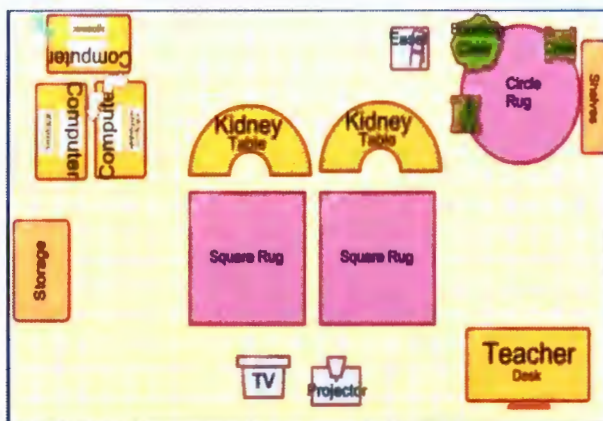 Computer
Computer
Computer
Easel
Circle
Rug
Shelves
Kidney
Table
Kidney
Table
Square Rug
Square Rug
Storage
TV
Projector
Teacher
Desk